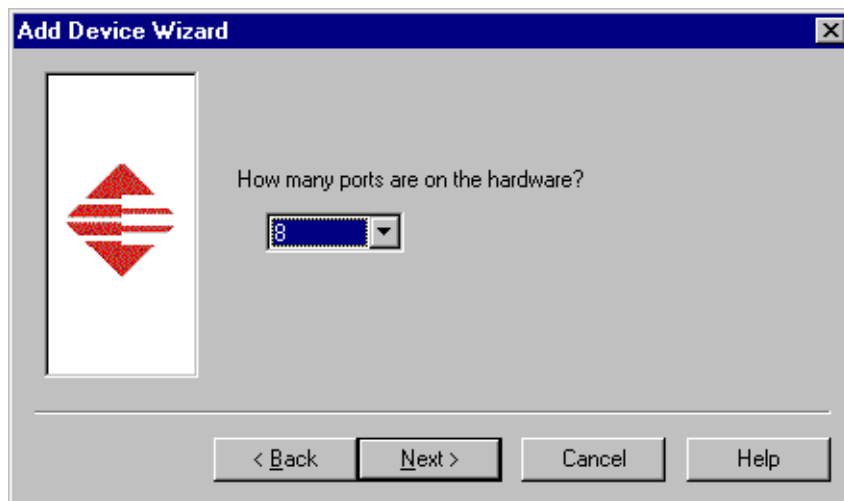 Add Device Wizard
How many ports are on the hardware?
8
< Back Next > Cancel Help